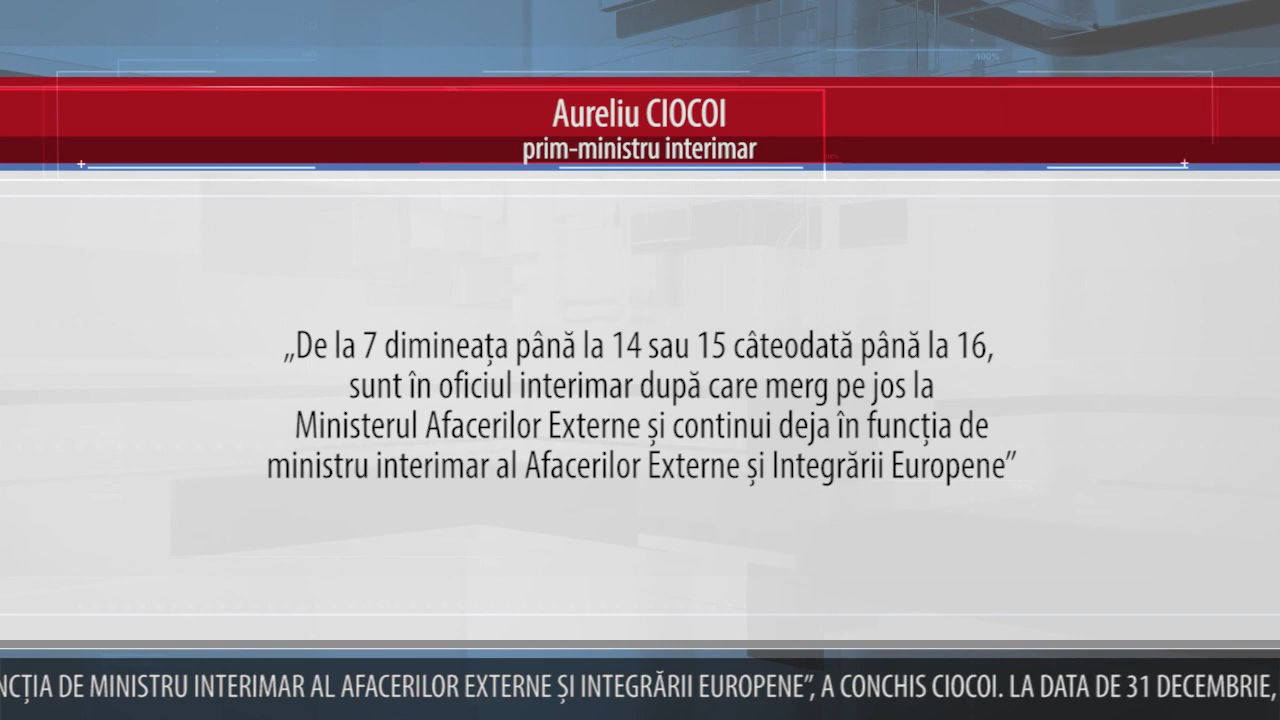 Aureliu CIOCOI
prim-ministru interimar
„De la 7 dimineața până la 14 sau 15 câteodată până la 16,
sunt în oficiul interimar după care merg pe jos la
Ministerul Afacerilor Externe și continui deja în funcția de
ministru interimar al Afacerilor Externe și Integrării Europene”
NCȚIA DE MINISTRU INTERIMAR AL AFACERILOR EXTERNE ȘI INTEGRĂRII EUROPENE”, A CONCHIS CIOCOI. LA DATA DE 31 DECEMBRIE,